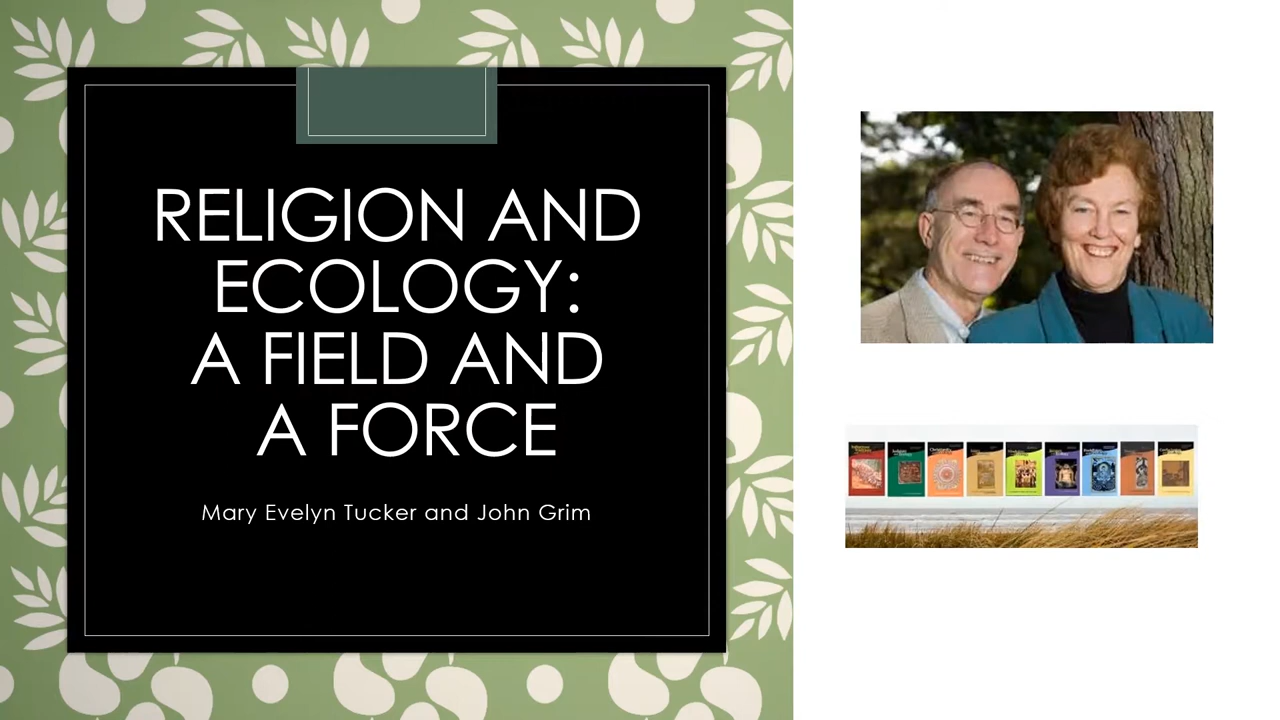 RELIGION AND
ECOLOGY:
A FIELD AND
A FORCE
Mary Evelyn Tucker and John Grim